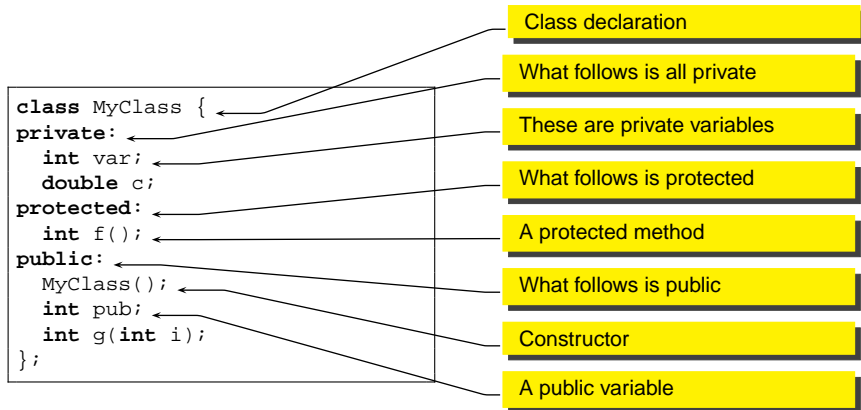 class MyClass {
private:
int var;
double c;
protected:
int f();
public:
MyClass();
int pub;
int g(int i);
};
Class declaration
What follows is all private
These are private variables
What follows is protected
A protected method
What follows is public
Constructor
A public variable